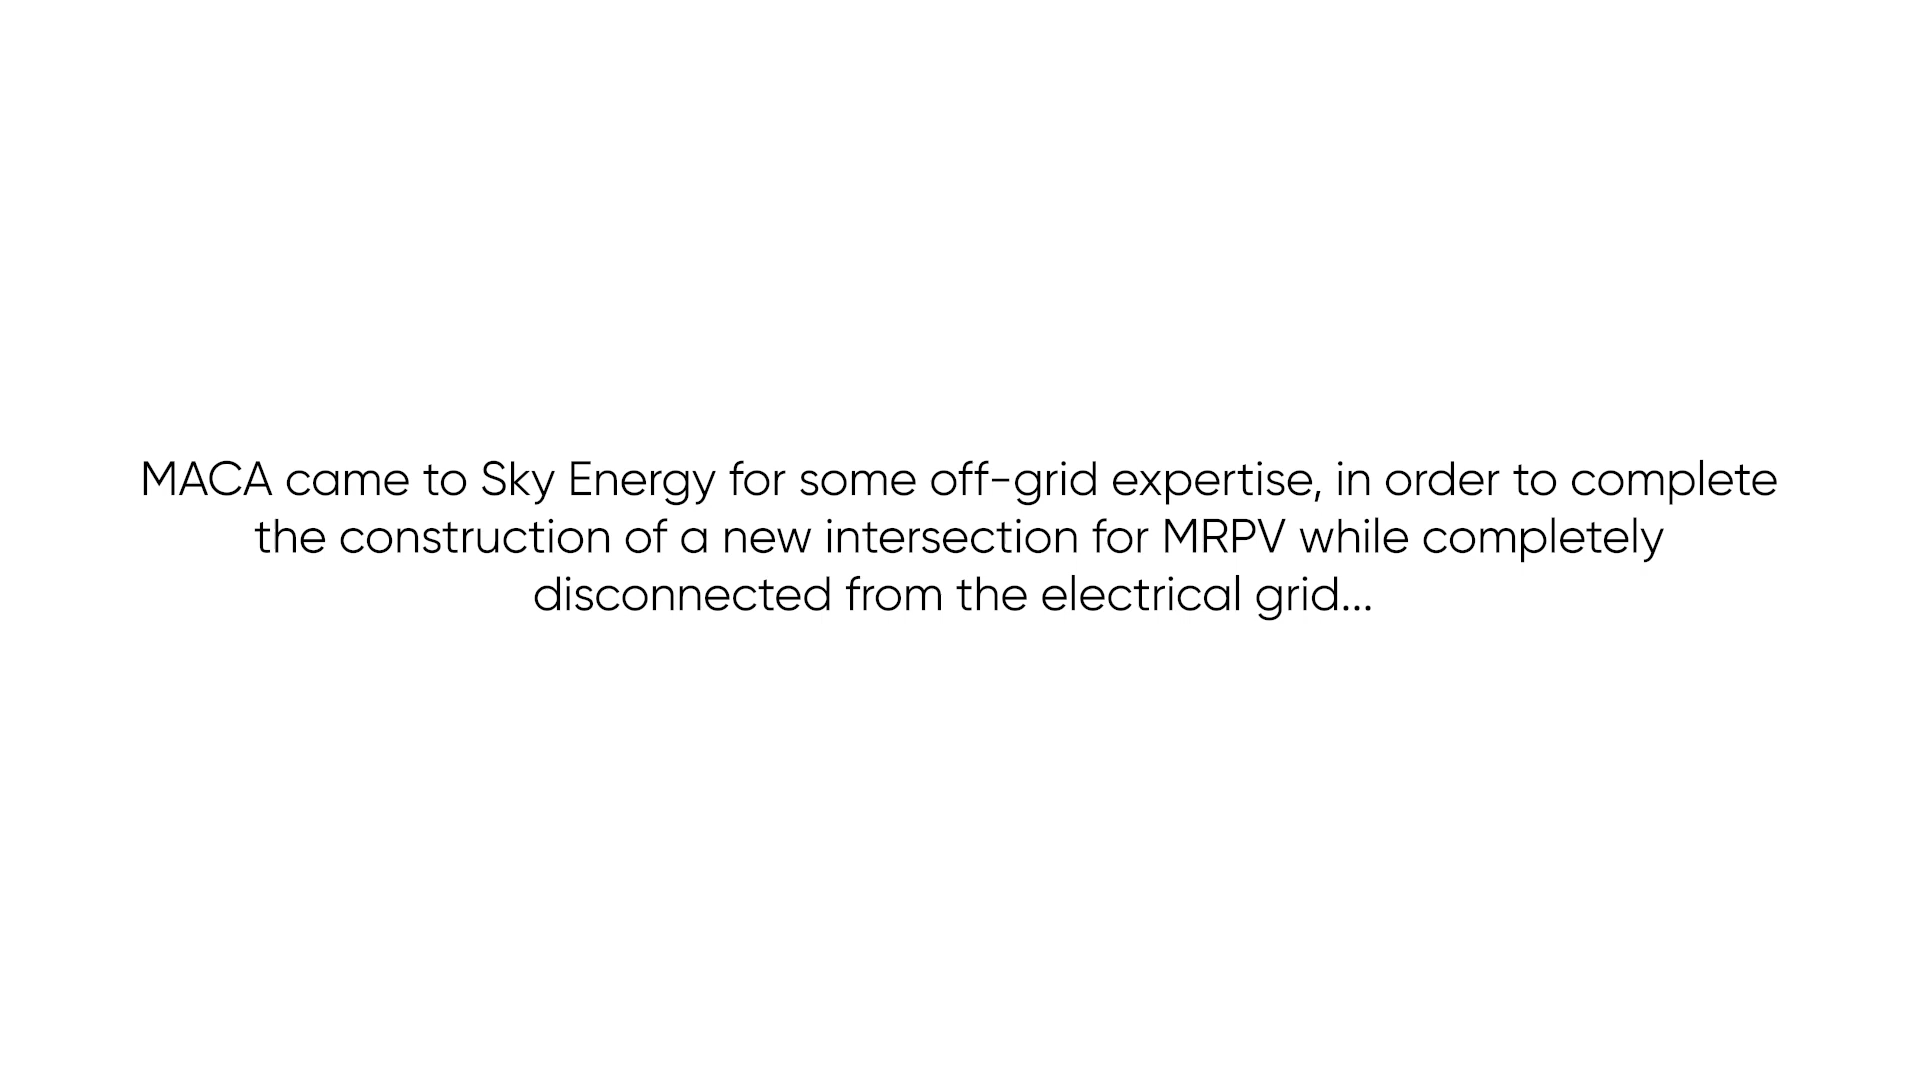 MACA came to Sky Energy for some off-grid expertise, in order to complete
the construction of a new intersection for MRPV while completely
disconnected from the electrical grid...